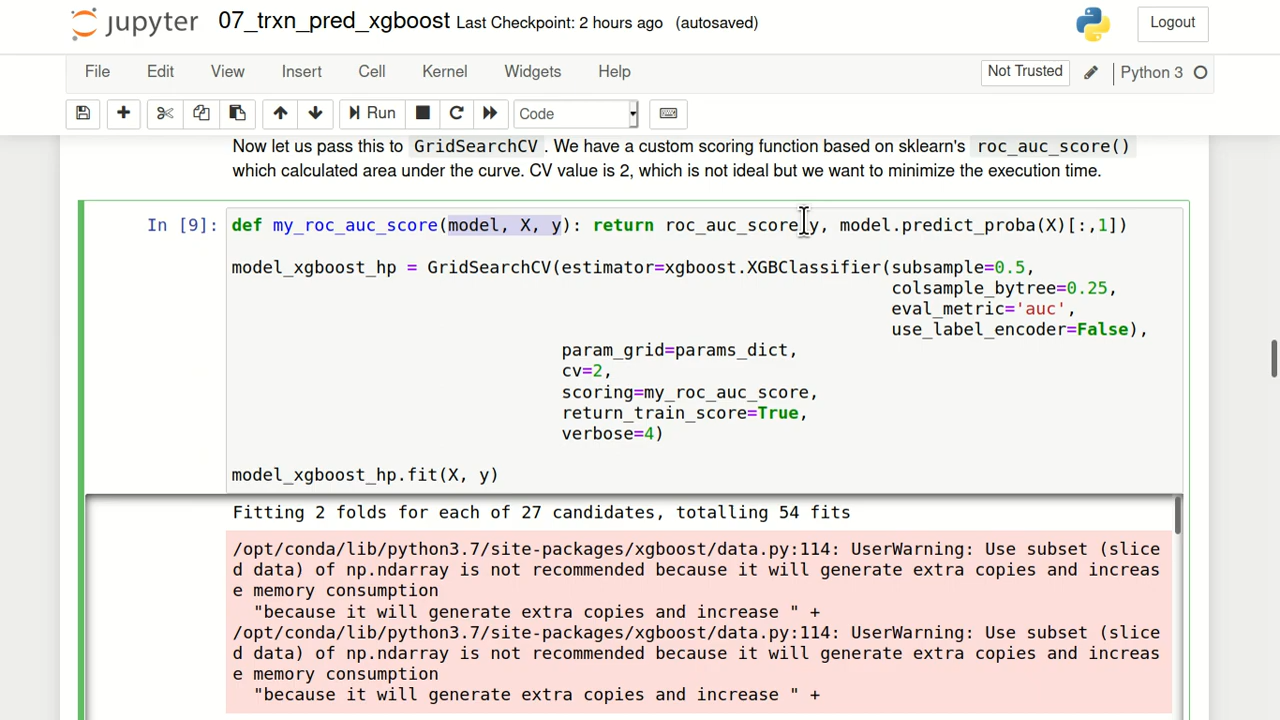 jupyter 07_trxn_pred_xgboost Last Checkpoint: 2 hours ago (autosaved) Logout
File Edit View Insert Cell Kernel Widgets Help Not Trusted Python 3
Run Code
Now let us pass this to GridSearchCV . We have a custom scoring function based on sklearn's roc_auc_score()
which calculated area under the curve. CV value is 2, which is not ideal but we want to minimize the execution time.
In [9]: def my_roc_auc_score(model, X, y): return roc_auc_score(y, model.predict_proba(X)[:,1])
model_xgboost_hp = GridSearchCV(estimator=xgboost.XGBClassifier(subsample=0.5,
colsample_bytree=0.25,
eval_metric='auc',
use_label_encoder=False),
param_grid=params_dict,
cv=2,
scoring=my_roc_auc_score,
return_train_score=True,
verbose=4)
model_xgboost_hp.fit(X, y)
Fitting 2 folds for each of 27 candidates, totalling 54 fits
/opt/conda/lib/python3.7/site-packages/xgboost/data.py:114: UserWarning: Use subset (slice
d data) of np.ndarray is not recommended because it will generate extra copies and increas
e memory consumption
"because it will generate extra copies and increase " +
/opt/conda/lib/python3.7/site-packages/xgboost/data.py:114: UserWarning: Use subset (slice
d data) of np.ndarray is not recommended because it will generate extra copies and increas
e memory consumption
"because it will generate extra copies and increase " +